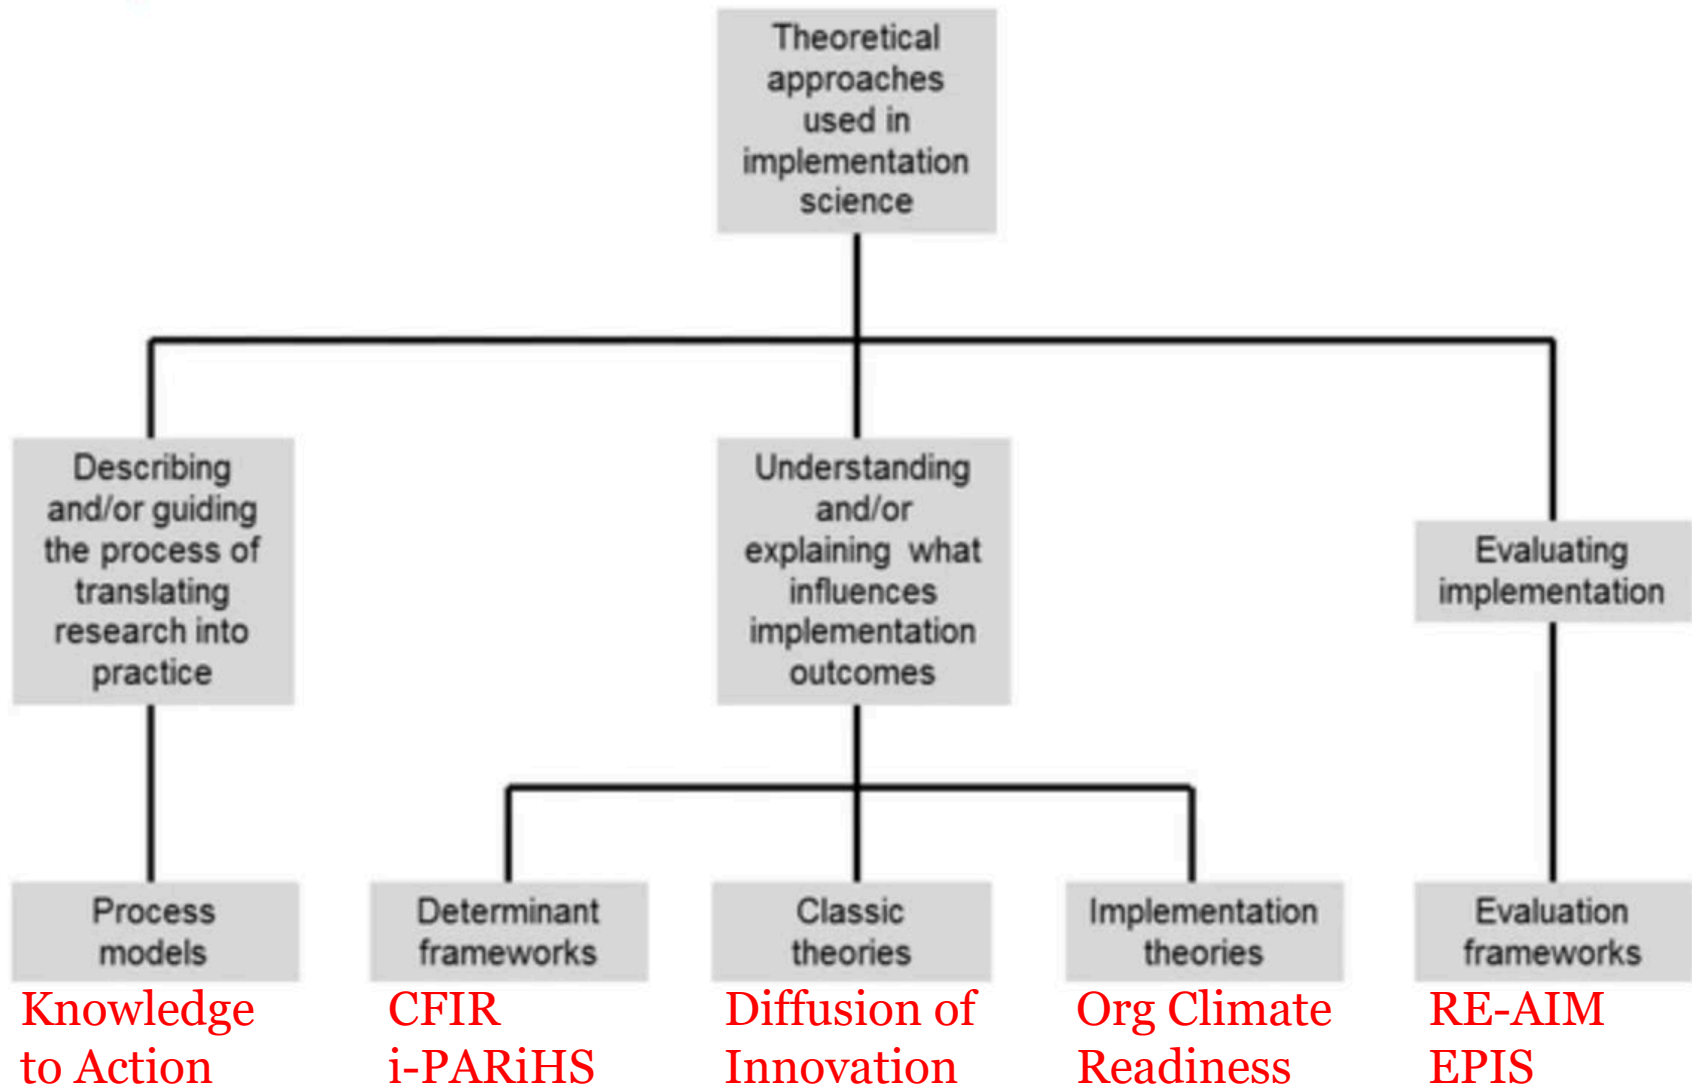 Theoretical
approaches
used in
implementation
science
Describing
and/or guiding
the process of
translating
research into
practice
Understanding
and/or
explaining what
influences
implementation
outcomes
Evaluating
implementation
Process
models
Determinant
frameworks
Classic
theories
Implementation
theories
Evaluation
frameworks
Knowledge
to Action
CFIR
i-PARiHS
Diffusion of
Innovation
Org Climate
Readiness
RE-AIM
EPIS